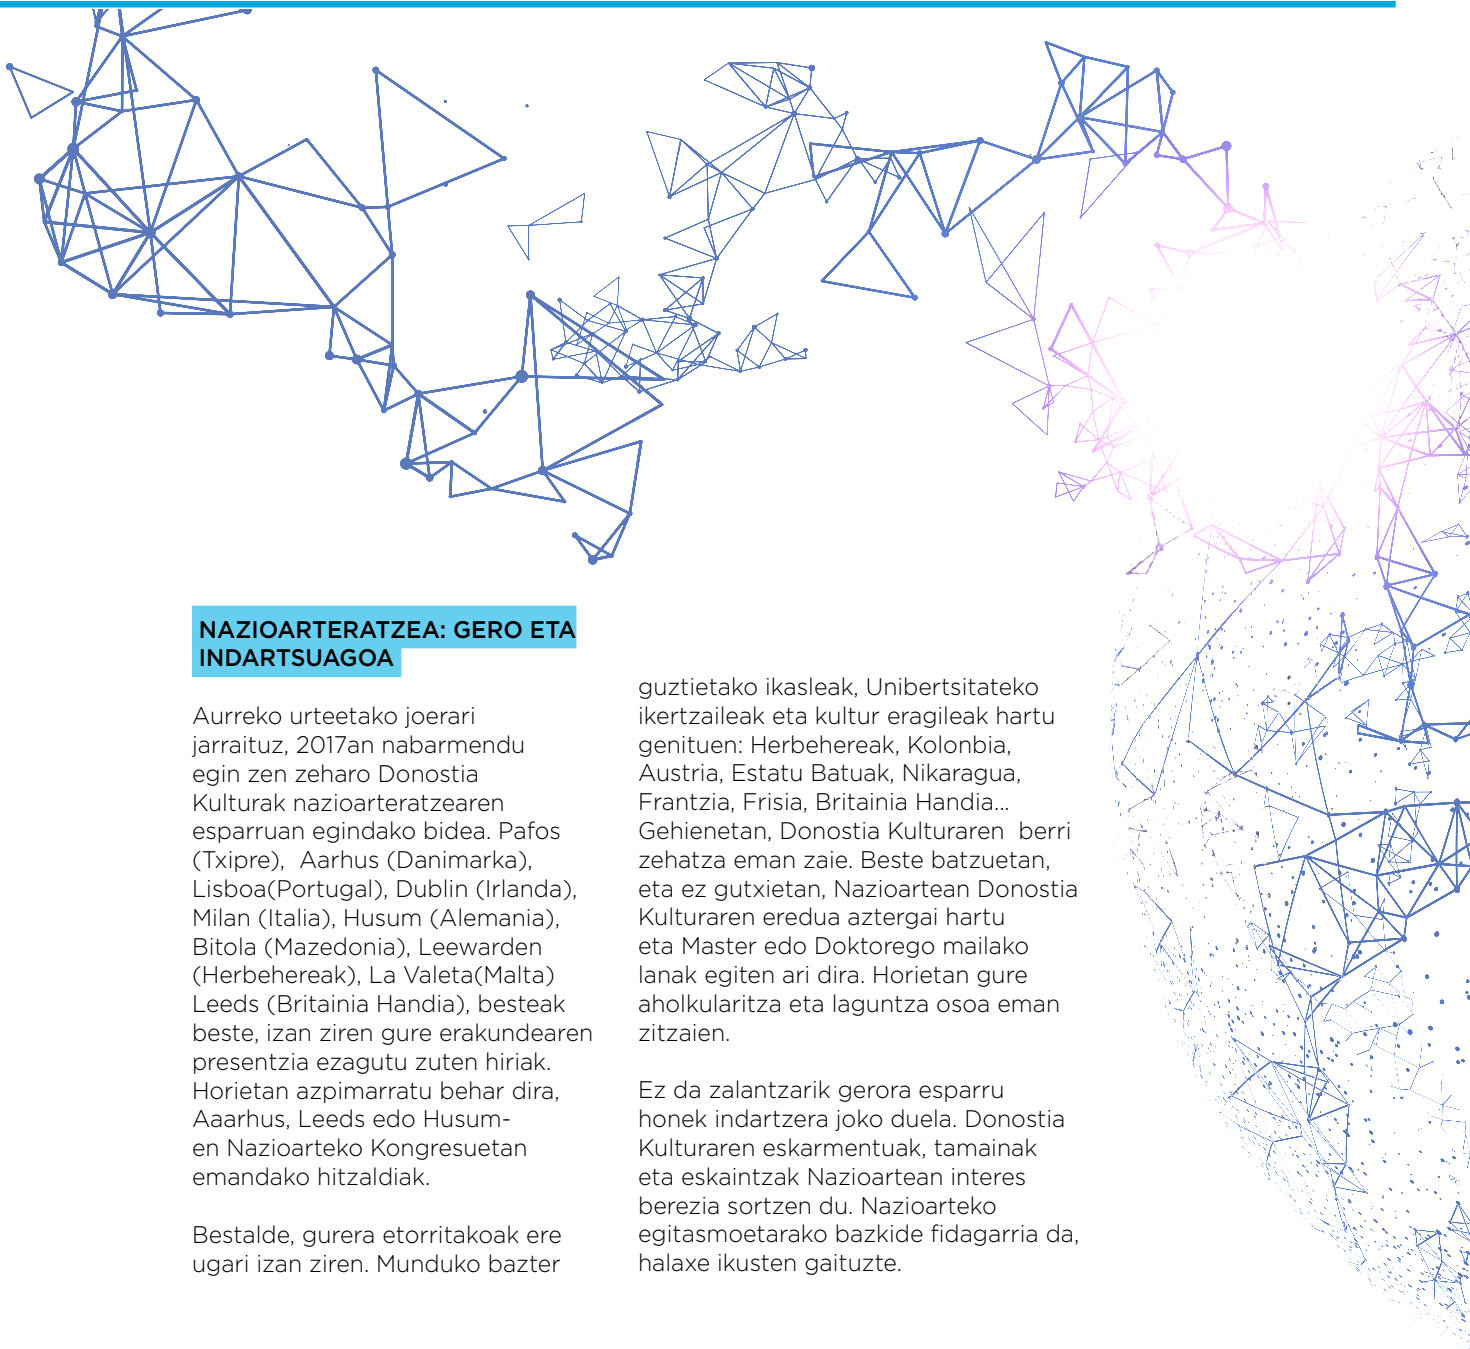 NAZIOARTERATZEA: GERO ETA
INDARTSUAGOA
Aurreko urteetako joerari
jarraituz, 2017an nabarmendu
egin zen zeharo Donostia
Kulturak nazioarteratzearen
esparruan egindako bidea. Pafos
(Txipre),  Aarhus (Danimarka),
Lisboa(Portugal), Dublin (Irlanda),
Milan (Italia), Husum (Alemania),
Bitola (Mazedonia), Leewarden
(Herbehereak), La Valeta(Malta)
Leeds (Britainia Handia), besteak
beste, izan ziren gure erakundearen
presentzia ezagutu zuten hiriak.
Horietan azpimarratu behar dira,
Aaarhus, Leeds edo Husum-
en Nazioarteko Kongresuetan
emandako hitzaldiak.
Bestalde, gurera etorritakoak ere
ugari izan ziren. Munduko bazter
guztietako ikasleak, Unibertsitateko
ikertzaileak eta kultur eragileak hartu
genituen: Herbehereak, Kolonbia,
Austria, Estatu Batuak, Nikaragua,
Frantzia, Frisia, Britainia Handia...
Gehienetan, Donostia Kulturaren  berri
zehatza eman zaie. Beste batzuetan,
eta ez gutxietan, Nazioartean Donostia
Kulturaren eredua aztergai hartu
eta Master edo Doktorego mailako
lanak egiten ari dira. Horietan gure
aholkularitza eta laguntza osoa eman
zitzaien.
Ez da zalantzarik gerora esparru
honek indartzera joko duela. Donostia
Kulturaren eskarmentuak, tamainak
eta eskaintzak Nazioartean interes
berezia sortzen du. Nazioarteko
egitasmoetarako bazkide fidagarria da,
halaxe ikusten gaituzte.